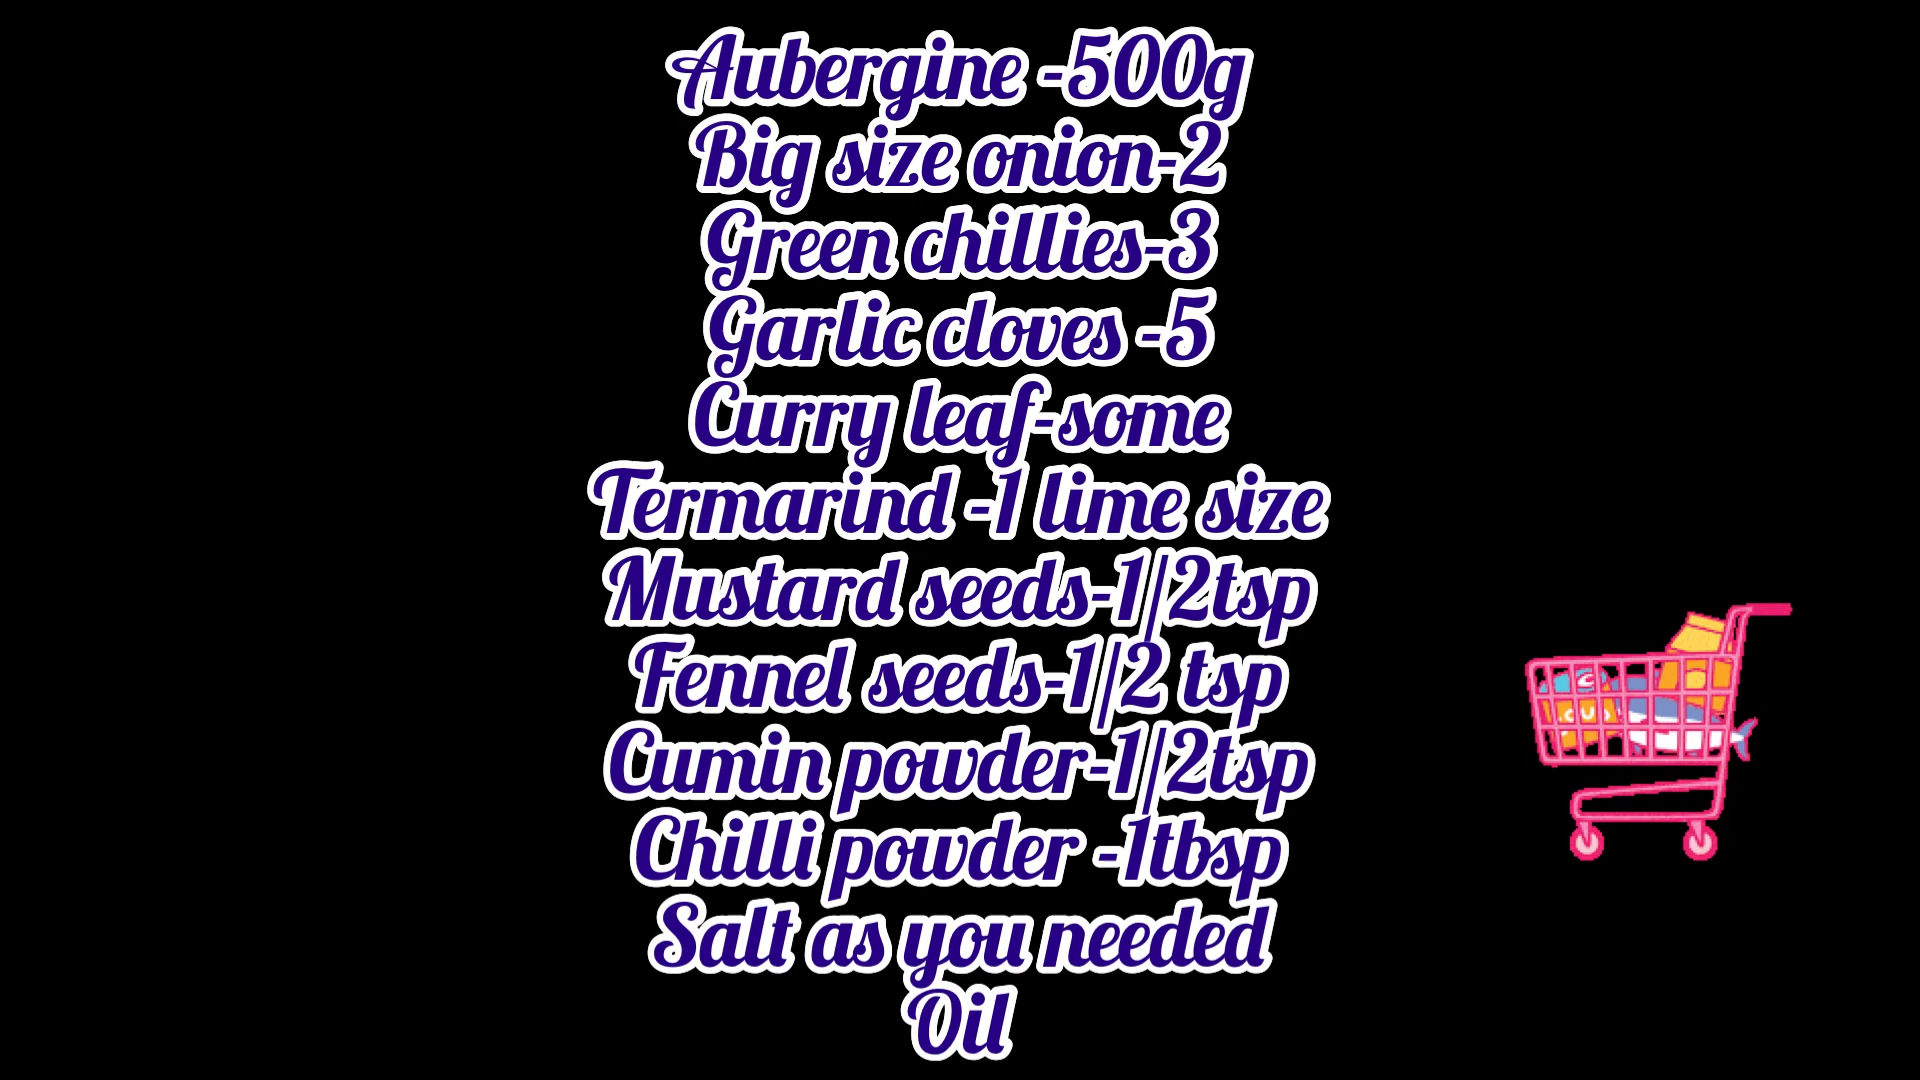 Aubergine -500g
Big size onion-2
Green chillies-3
Garlic cloves -5
Curry leaf-some
Termarind -1 lime size
Mustard seeds-1/2tsp
Fennel seeds-1/2 tsp
Cumin powder-1/2tsp
Chilli powder -1tbsp
Salt as you needed
Oil